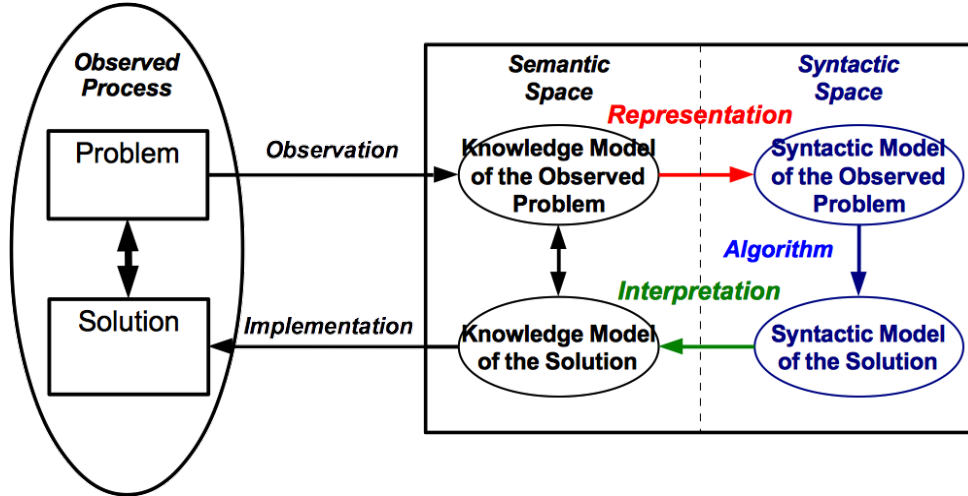 Observed
Process
Problem
Solution
Observation
Implementation
Semantic
Space
Syntactic
Space
Representation
Knowledge Model
of the Observed
Problem
Syntactic Model
of the Observed
Problem
Algorithm
Interpretation
Knowledge Model
of the Solution
Syntactic Model
of the Solution